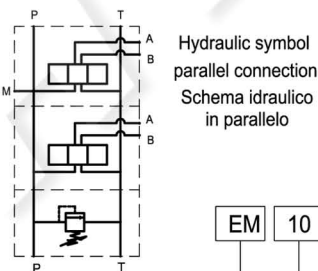 P T
A
B
M
Hydraulic symbol
parallel connection
Schema idraulico
in parallelo
A
B
EM 10
P T